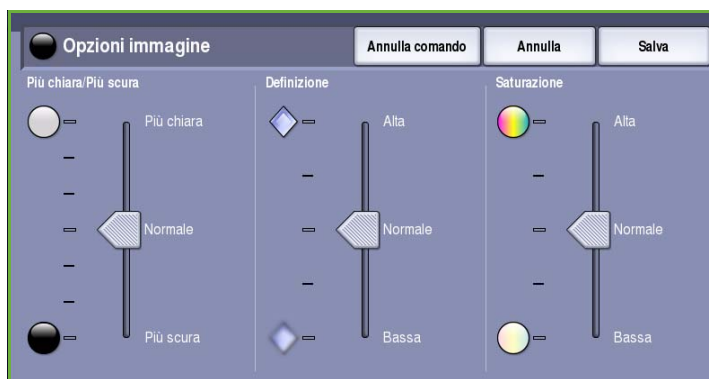 Opzioni immagine
Annulla comando
Annulla
Salva
Più chiara/Più scura
Definizione
Saturazione
Più chiara
Alta
Alta
Normale
Normale
Normale
Più scura
Bassa
Bassa